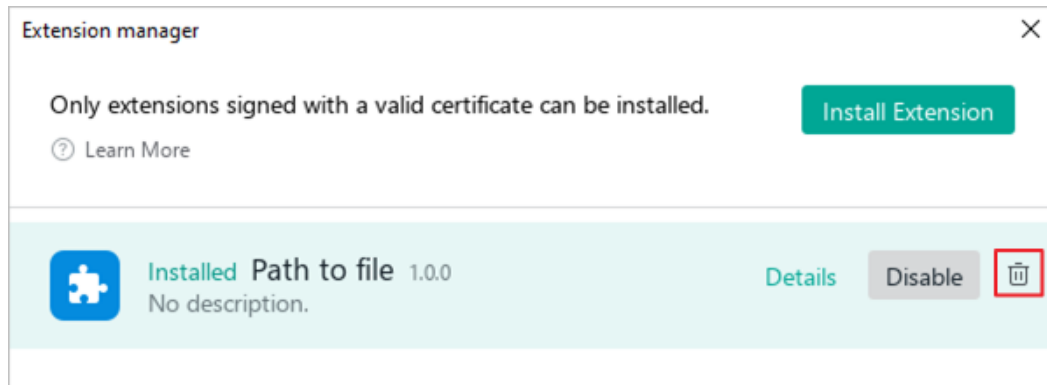 Extension manager
Only extensions signed with a valid certificate can be installed.
Install Extension
? Learn More
Installed Path to file 1.0.0
Details
Disable
No description.